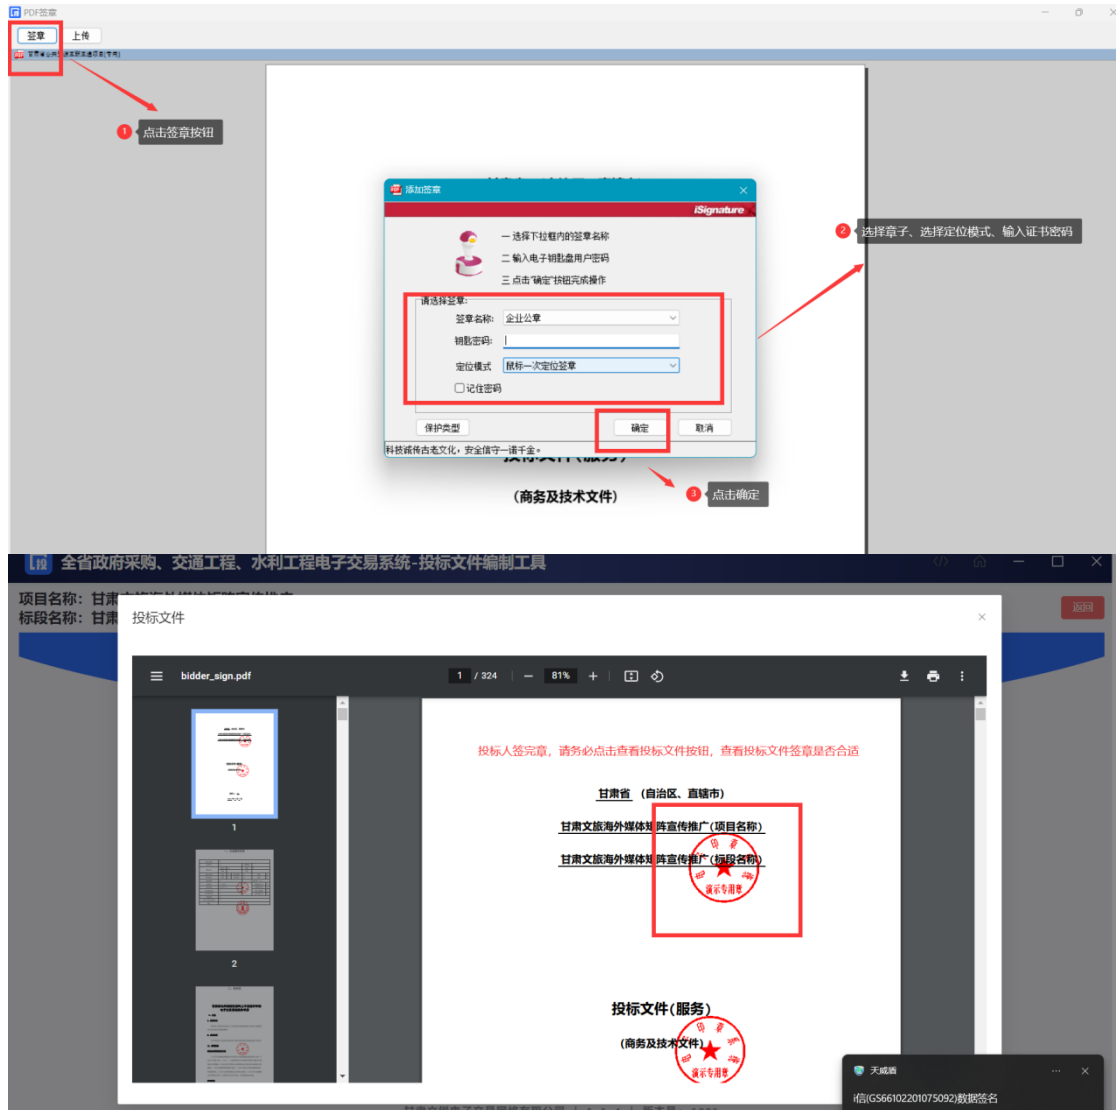 PDF签章
签章 上传
1 点击签章按钮
添加签章
iSignature
一 选择下拉框内的签章名称
二 输入电子钥匙盘用户密码
三 点击"确定"按钮完成操作
2 选择章子、选择定位模式、输入证书密码
请选择签章:
签章名称: 企业公章
钥匙密码:
定位模式 鼠标一次定位签章
记住密码
保护类型 确定 取消
科技诚传古老文化，安全信守一诺千金。
(商务及技术文件)
3 点击确定
全省政府采购、交通工程、水利工程电子交易系统-投标文件编制工具
项目名称: 甘肃
标段名称: 甘肃
返回
投标文件
bidder_sign.pdf 1 / 324 81%
投标人签完章，请务必点击查看投标文件按钮，查看投标文件签章是否合适
甘肃省 (自治区、直辖市)
甘肃文旅海外媒体矩阵宣传推广(项目名称)
甘肃文旅海外媒体矩阵宣传推广(标段名称)
演示专用章
1
2
投标文件(服务)
(商务及技术文件)
演示专用章
天威盾
i信(GS66102201075092)数据签名